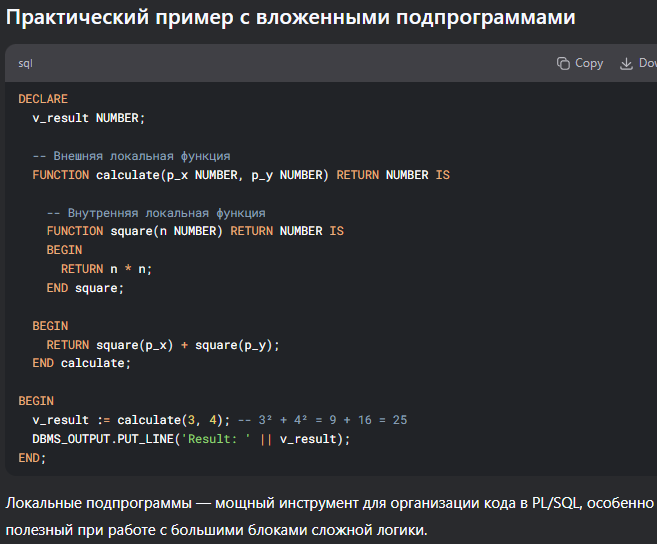 Практический пример с вложенными подпрограммами
sql
Copy
DECLARE
v_result NUMBER;
-- Внешняя локальная функция
FUNCTION calculate(p_x NUMBER, p_y NUMBER) RETURN NUMBER IS
-- Внутренняя локальная функция
FUNCTION square(n NUMBER) RETURN NUMBER IS
BEGIN
RETURN n * n;
END square;
BEGIN
RETURN square(p_x) + square(p_y);
END calculate;
BEGIN
v_result := calculate(3, 4); -- 3² + 4² = 9 + 16 = 25
DBMS_OUTPUT.PUT_LINE('Result: ' || v_result);
END;
Локальные подпрограммы — мощный инструмент для организации кода в PL/SQL, особенно
полезный при работе с большими блоками сложной логики.